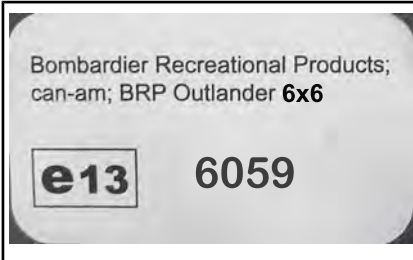 Bombardier Recreational Products;
can-am; BRP Outlander 6x6
e13 6059